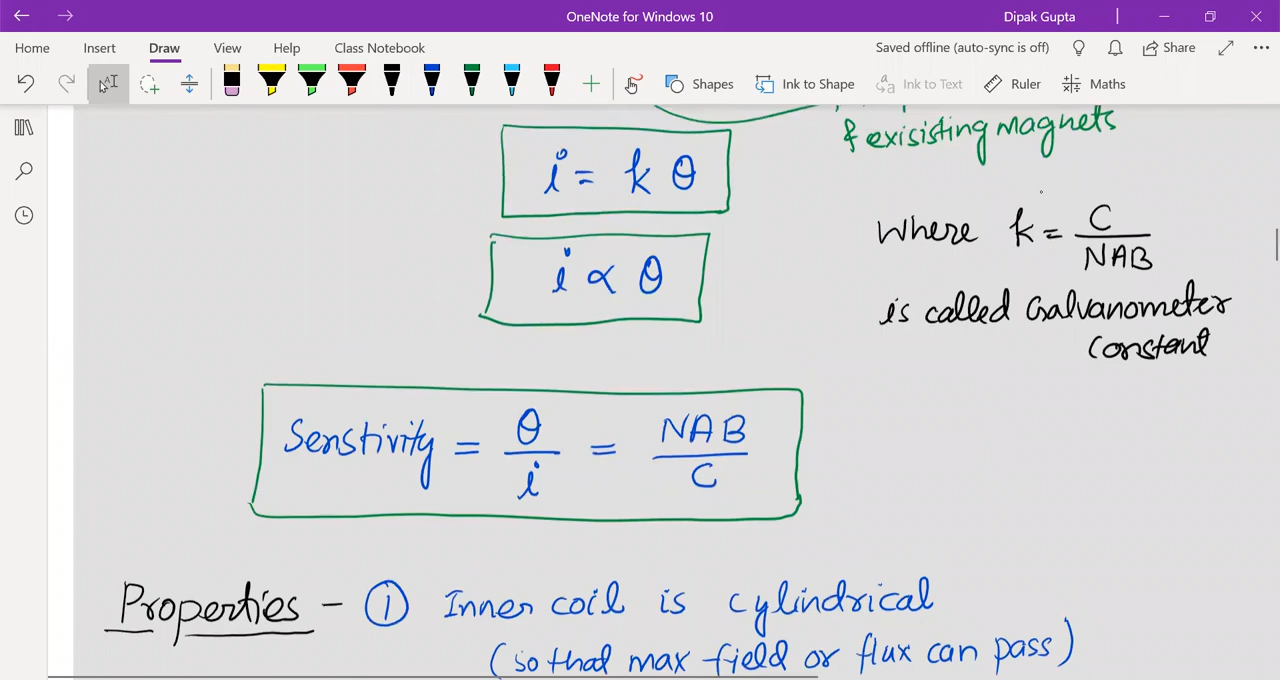 OneNote for Windows 10
Dipak Gupta
Home Insert Draw View Help Class Notebook
Saved offline (auto-sync is off)
Share
Shapes Ink to Shape Ink to Text Ruler Maths
& exisisting magnets
i = k θ
where k = C / NAB
i ∝ θ
is called Galvanometer
constant
Senstivity = θ / i = NAB / C
Properties - ① Inner coil is cylindrical
(so that max field or flux can pass)